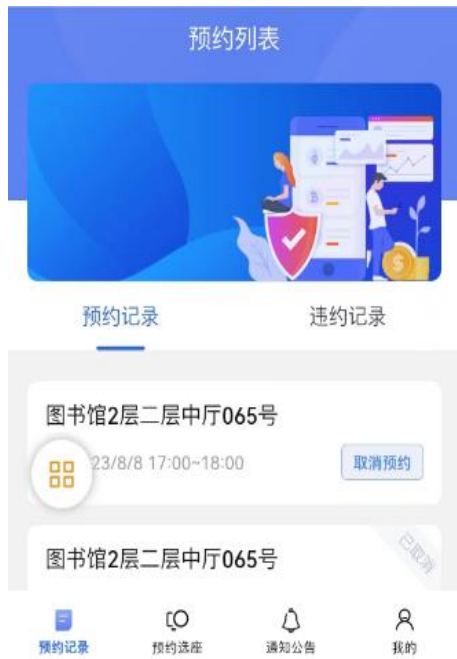 预约列表
预约记录
违约记录
图书馆2层二层中厅065号
23/8/8 17:00~18:00
取消预约
已取消
图书馆2层二层中厅065号
预约记录
预约选座
通知公告
我的